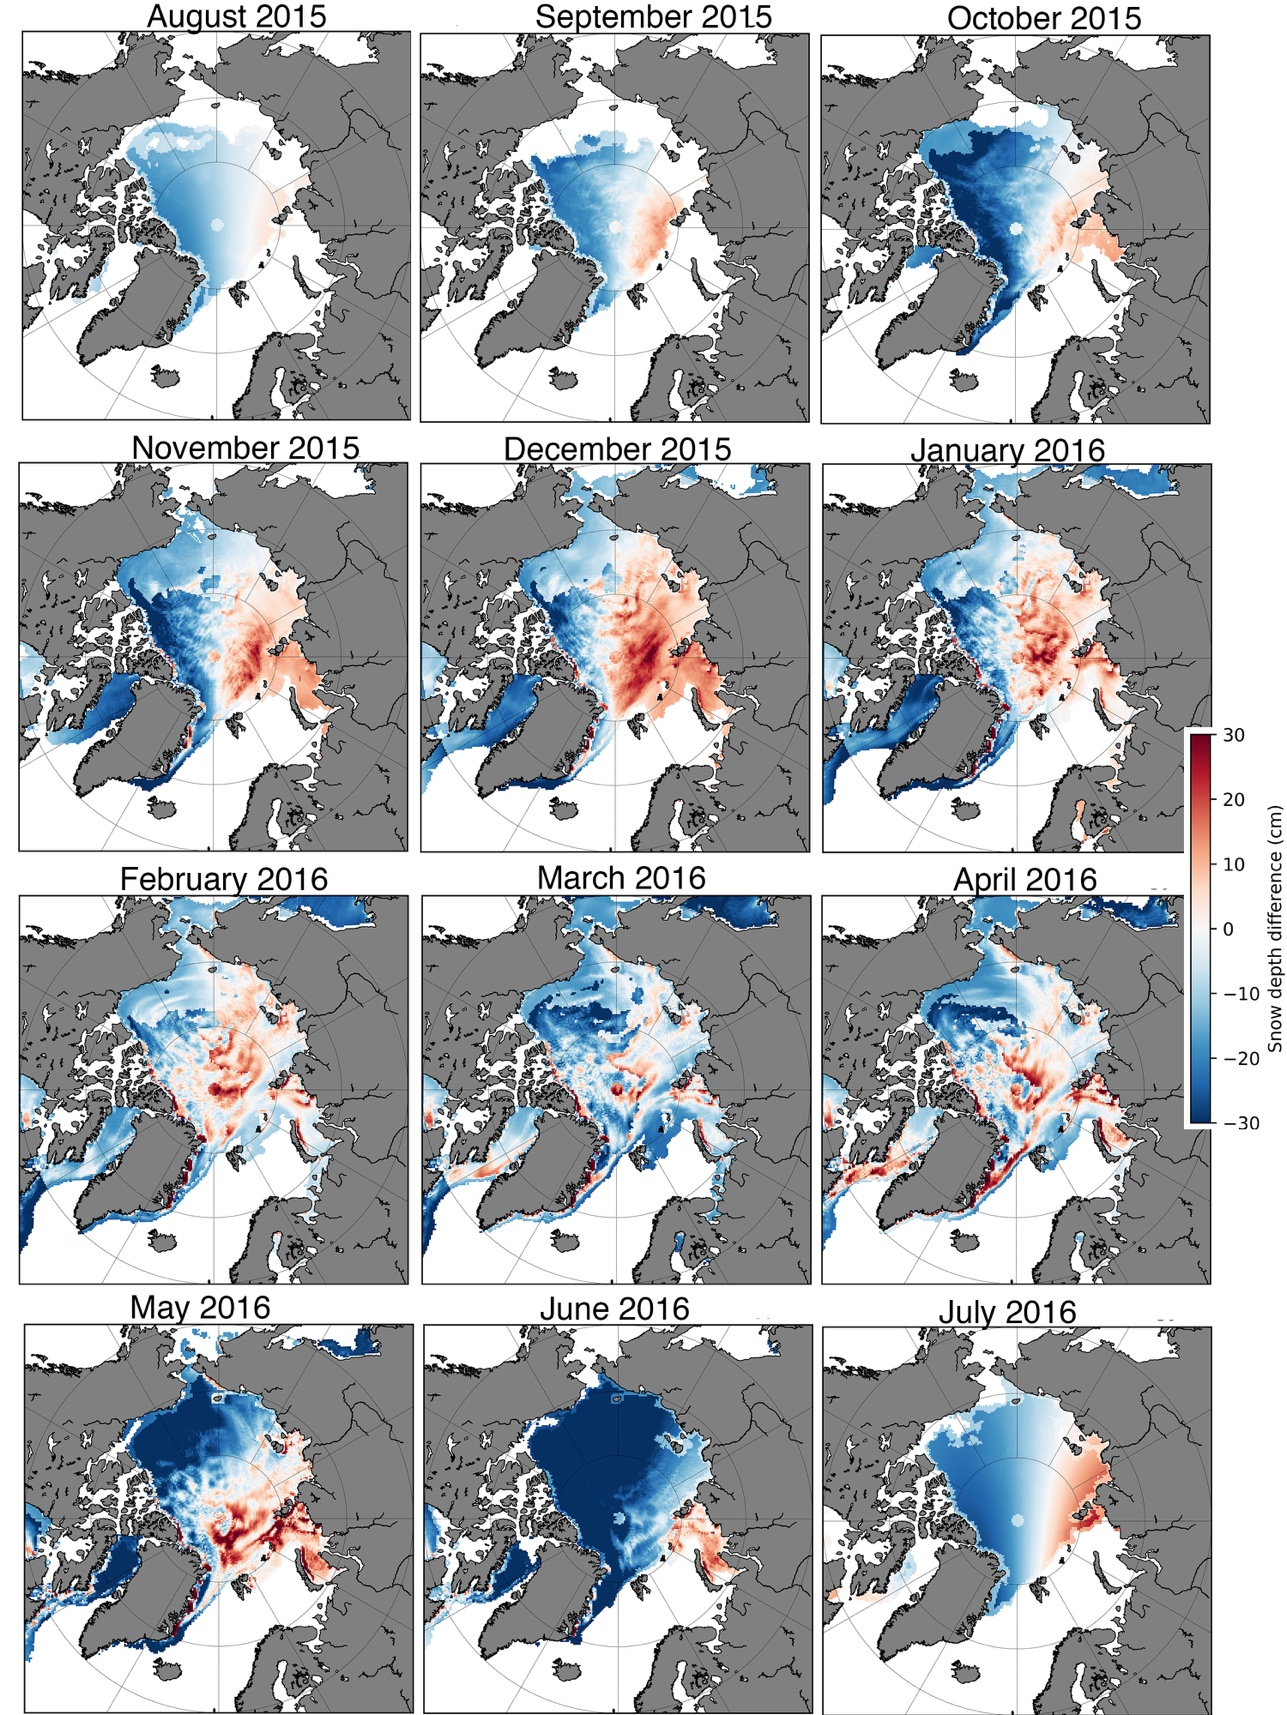 August 2015
September 2015
October 2015
November 2015
December 2015
January 2016
February 2016
March 2016
April 2016
May 2016
June 2016
July 2016
30
20
10
0
−10
−20
−30
Snow depth difference (cm)